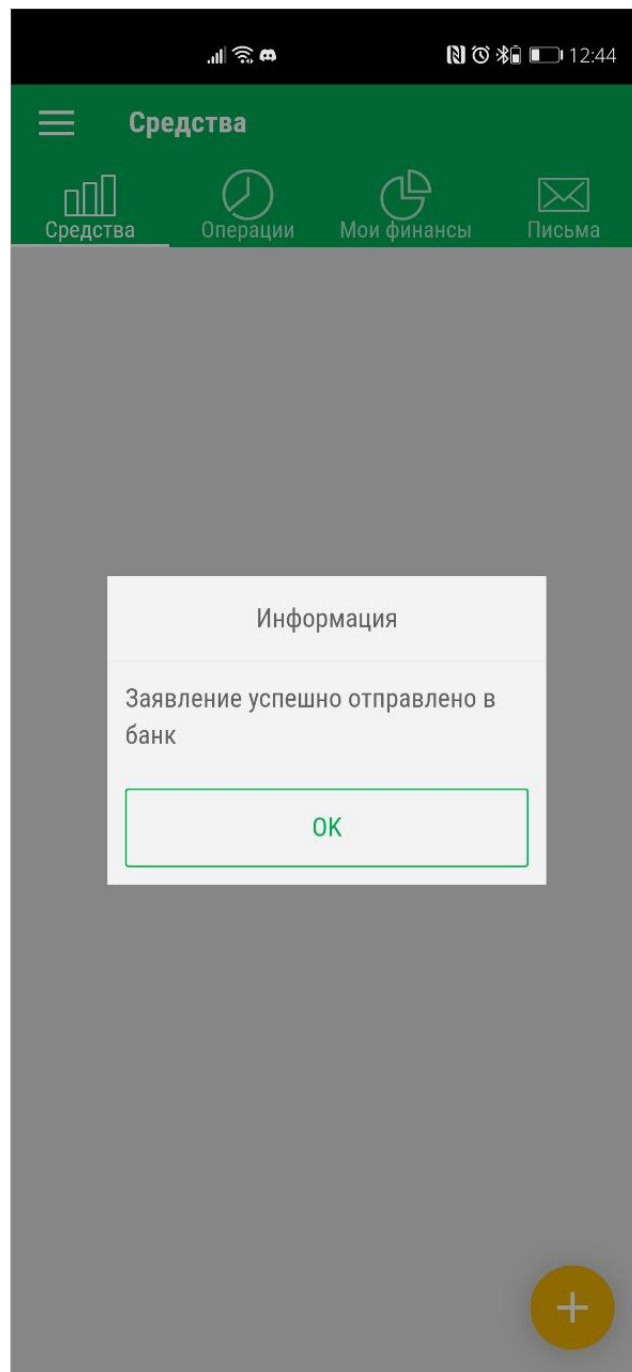 12:44
Средства
Средства
Операции
Мои финансы
Письма
Информация
Заявление успешно отправлено в
банк
OK